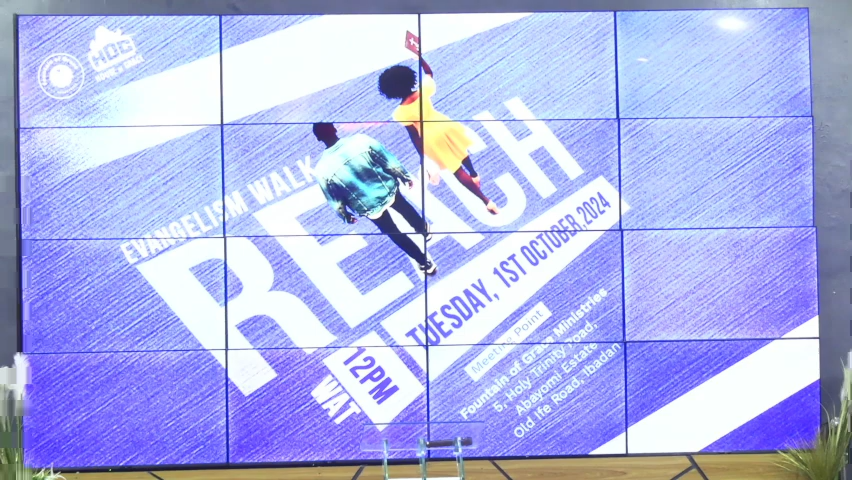 HOG
EVANGELISM WALK
REACH
TUESDAY, 1ST OCTOBER, 2024
12PM
WAT
Meeting Point
Fountain of Grace Ministries
5, Holy Trinity Road,
Abayomi Estate
Old Ife Road, Ibadan